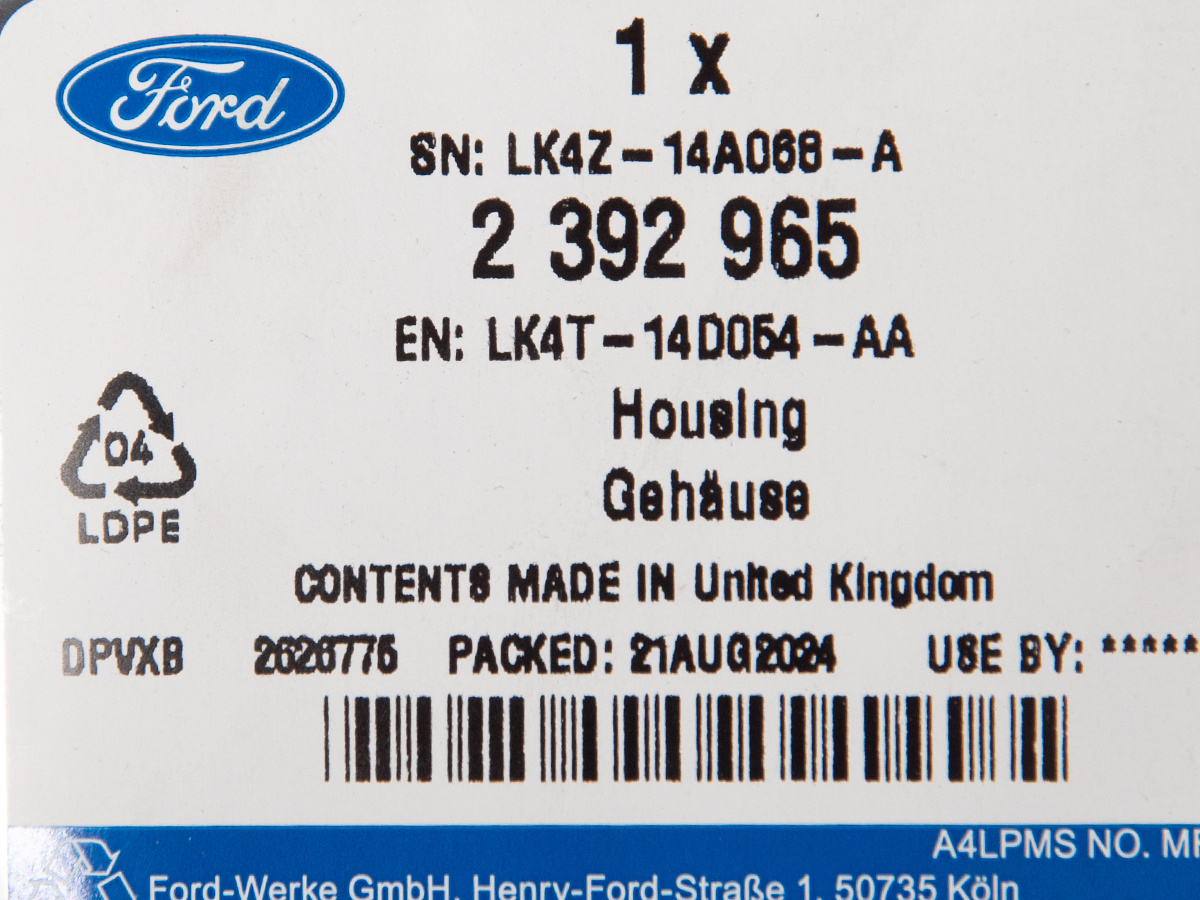 Ford
1 x
SN: LK4Z-14A068-A
2 392 965
EN: LK4T-14D054-AA
Housing
Gehäuse
04
LDPE
CONTENTS MADE IN United Kingdom
DPVXB 2626775 PACKED: 21AUG2024 USE BY: *****
A4LPMS NO. MF
Ford-Werke GmbH, Henry-Ford-Straße 1, 50735 Köln